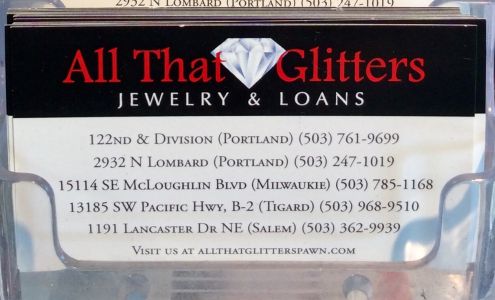 2932 N Lombard (Portland) (503) 247-1019
All That Glitters
JEWELRY & LOANS
122nd & Division (Portland) (503) 761-9699
2932 N Lombard (Portland) (503) 247-1019
15114 SE McLoughlin Blvd (Milwaukie) (503) 785-1168
13185 SW Pacific Hwy, B-2 (Tigard) (503) 968-9510
1191 Lancaster Dr NE (Salem) (503) 362-9939
Visit us at allthatglitterspawn.com